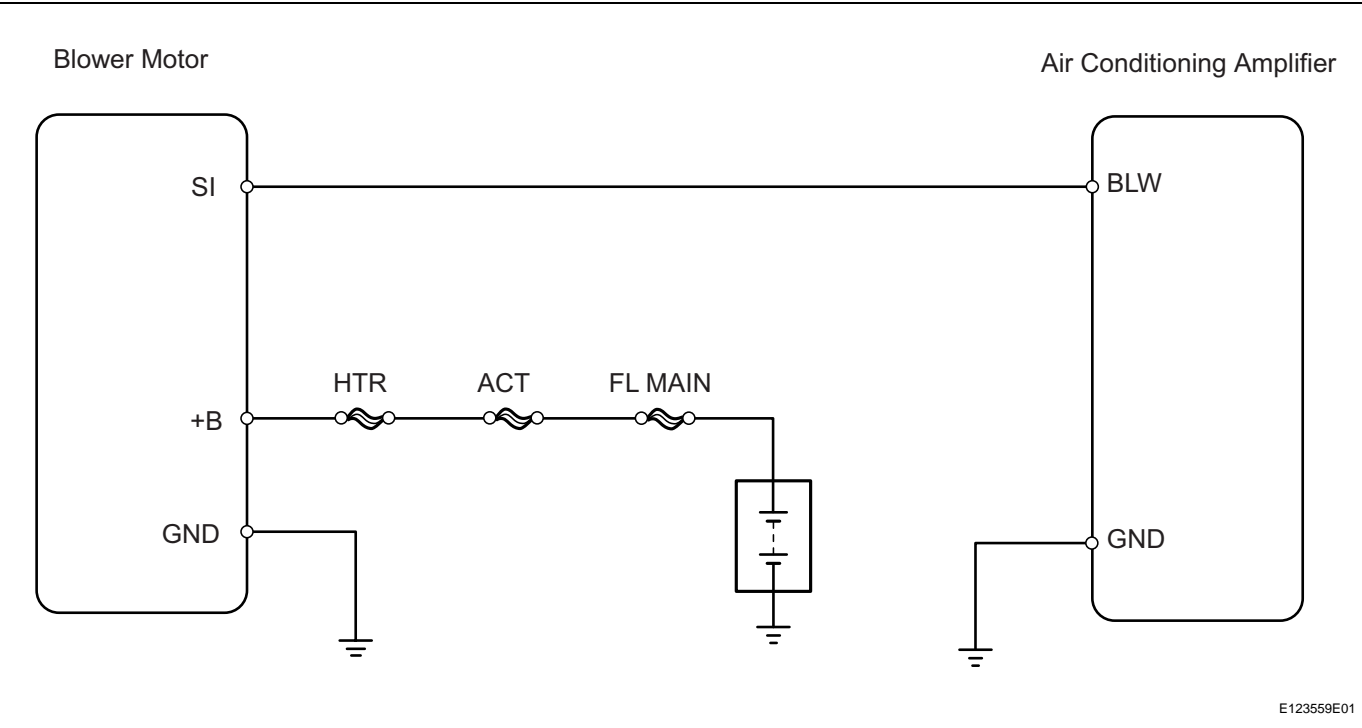 Blower Motor
Air Conditioning Amplifier
SI
BLW
HTR
ACT
FL MAIN
+B
GND
GND
E123559E01